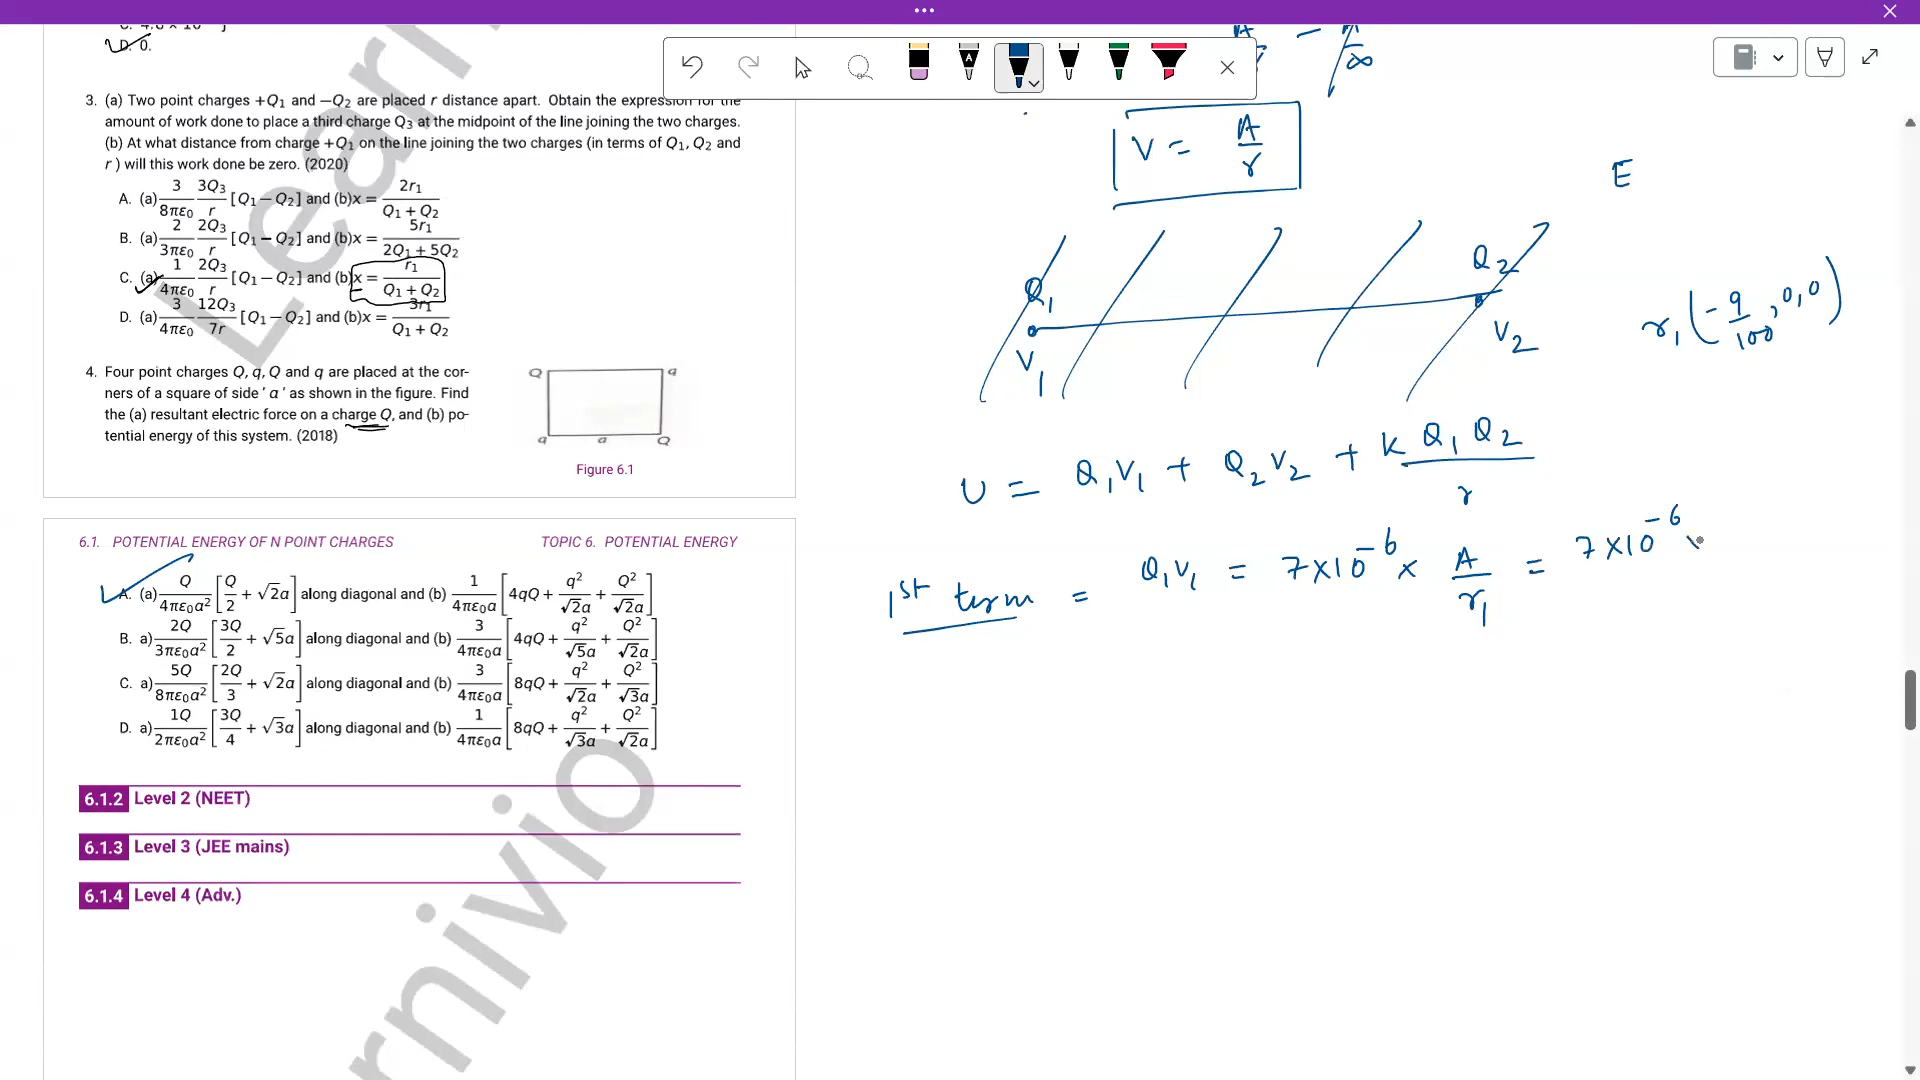 D. 0.
3. (a) Two point charges +Q₁ and −Q₂ are placed r distance apart. Obtain the expression for the
amount of work done to place a third charge Q₃ at the midpoint of the line joining the two charges.
(b) At what distance from charge +Q₁ on the line joining the two charges (in terms of Q₁, Q₂ and
r ) will this work done be zero. (2020)
A. (a) 3/8πε₀ 3Q₃/r [Q₁ − Q₂] and (b)x = 2r₁/(Q₁ + Q₂)
B. (a) 2/3πε₀ 2Q₃/r [Q₁ − Q₂] and (b)x = 5r₁/(2Q₁ + 5Q₂)
C. (a) 1/4πε₀ 2Q₃/r [Q₁ − Q₂] and (b)x = r₁/(Q₁ + Q₂)
D. (a) 3/4πε₀ 12Q₃/7r [Q₁ − Q₂] and (b)x = 3r₁/(Q₁ + Q₂)
4. Four point charges Q, q, Q and q are placed at the cor-
ners of a square of side ' a ' as shown in the figure. Find
the (a) resultant electric force on a charge Q, and (b) po-
tential energy of this system. (2018)
Q q
q a Q
Figure 6.1
6.1. POTENTIAL ENERGY OF N POINT CHARGES TOPIC 6. POTENTIAL ENERGY
A. (a) Q/4πε₀a² [Q/2 + √2a] along diagonal and (b) 1/4πε₀a [4qQ + q²/√2a + Q²/√2a]
B. a) 2Q/3πε₀a² [3Q/2 + √5a] along diagonal and (b) 3/4πε₀a [4qQ + q²/√5a + Q²/√2a]
C. a) 5Q/8πε₀a² [2Q/3 + √2a] along diagonal and (b) 3/4πε₀a [8qQ + q²/√2a + Q²/√3a]
D. a) 1Q/2πε₀a² [3Q/4 + √3a] along diagonal and (b) 1/4πε₀a [8qQ + q²/√3a + Q²/√2a]
6.1.2 Level 2 (NEET)
6.1.3 Level 3 (JEE mains)
6.1.4 Level 4 (Adv.)
∞
V = A/r
E
Q₁ Q₂
V₁ V₂
r₁ (-9/100, 0, 0)
U = Q₁V₁ + Q₂V₂ + k Q₁Q₂/r
1st term = Q₁V₁ = 7×10⁻⁶ × A/r₁ = 7×10⁻⁶